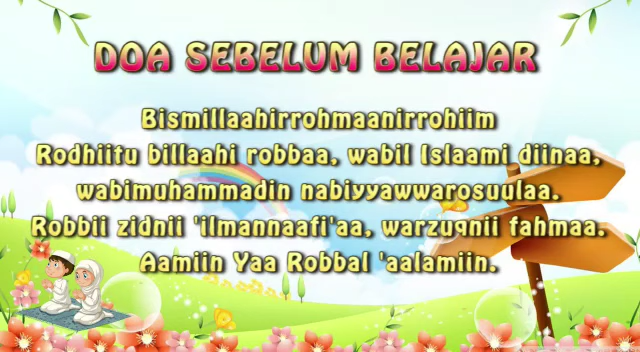 DOA SEBELUM BELAJAR
Bismillaahirrohmaanirrohiim
Rodhiitu billaahi robbaa, wabil Islaami diinaa,
wabimuhammadin nabiyyawwarosuulaa.
Robbii zidnii 'ilmannaafi'aa, warzuqnii fahmaa.
Aamiin Yaa Robbal 'aalamiin.